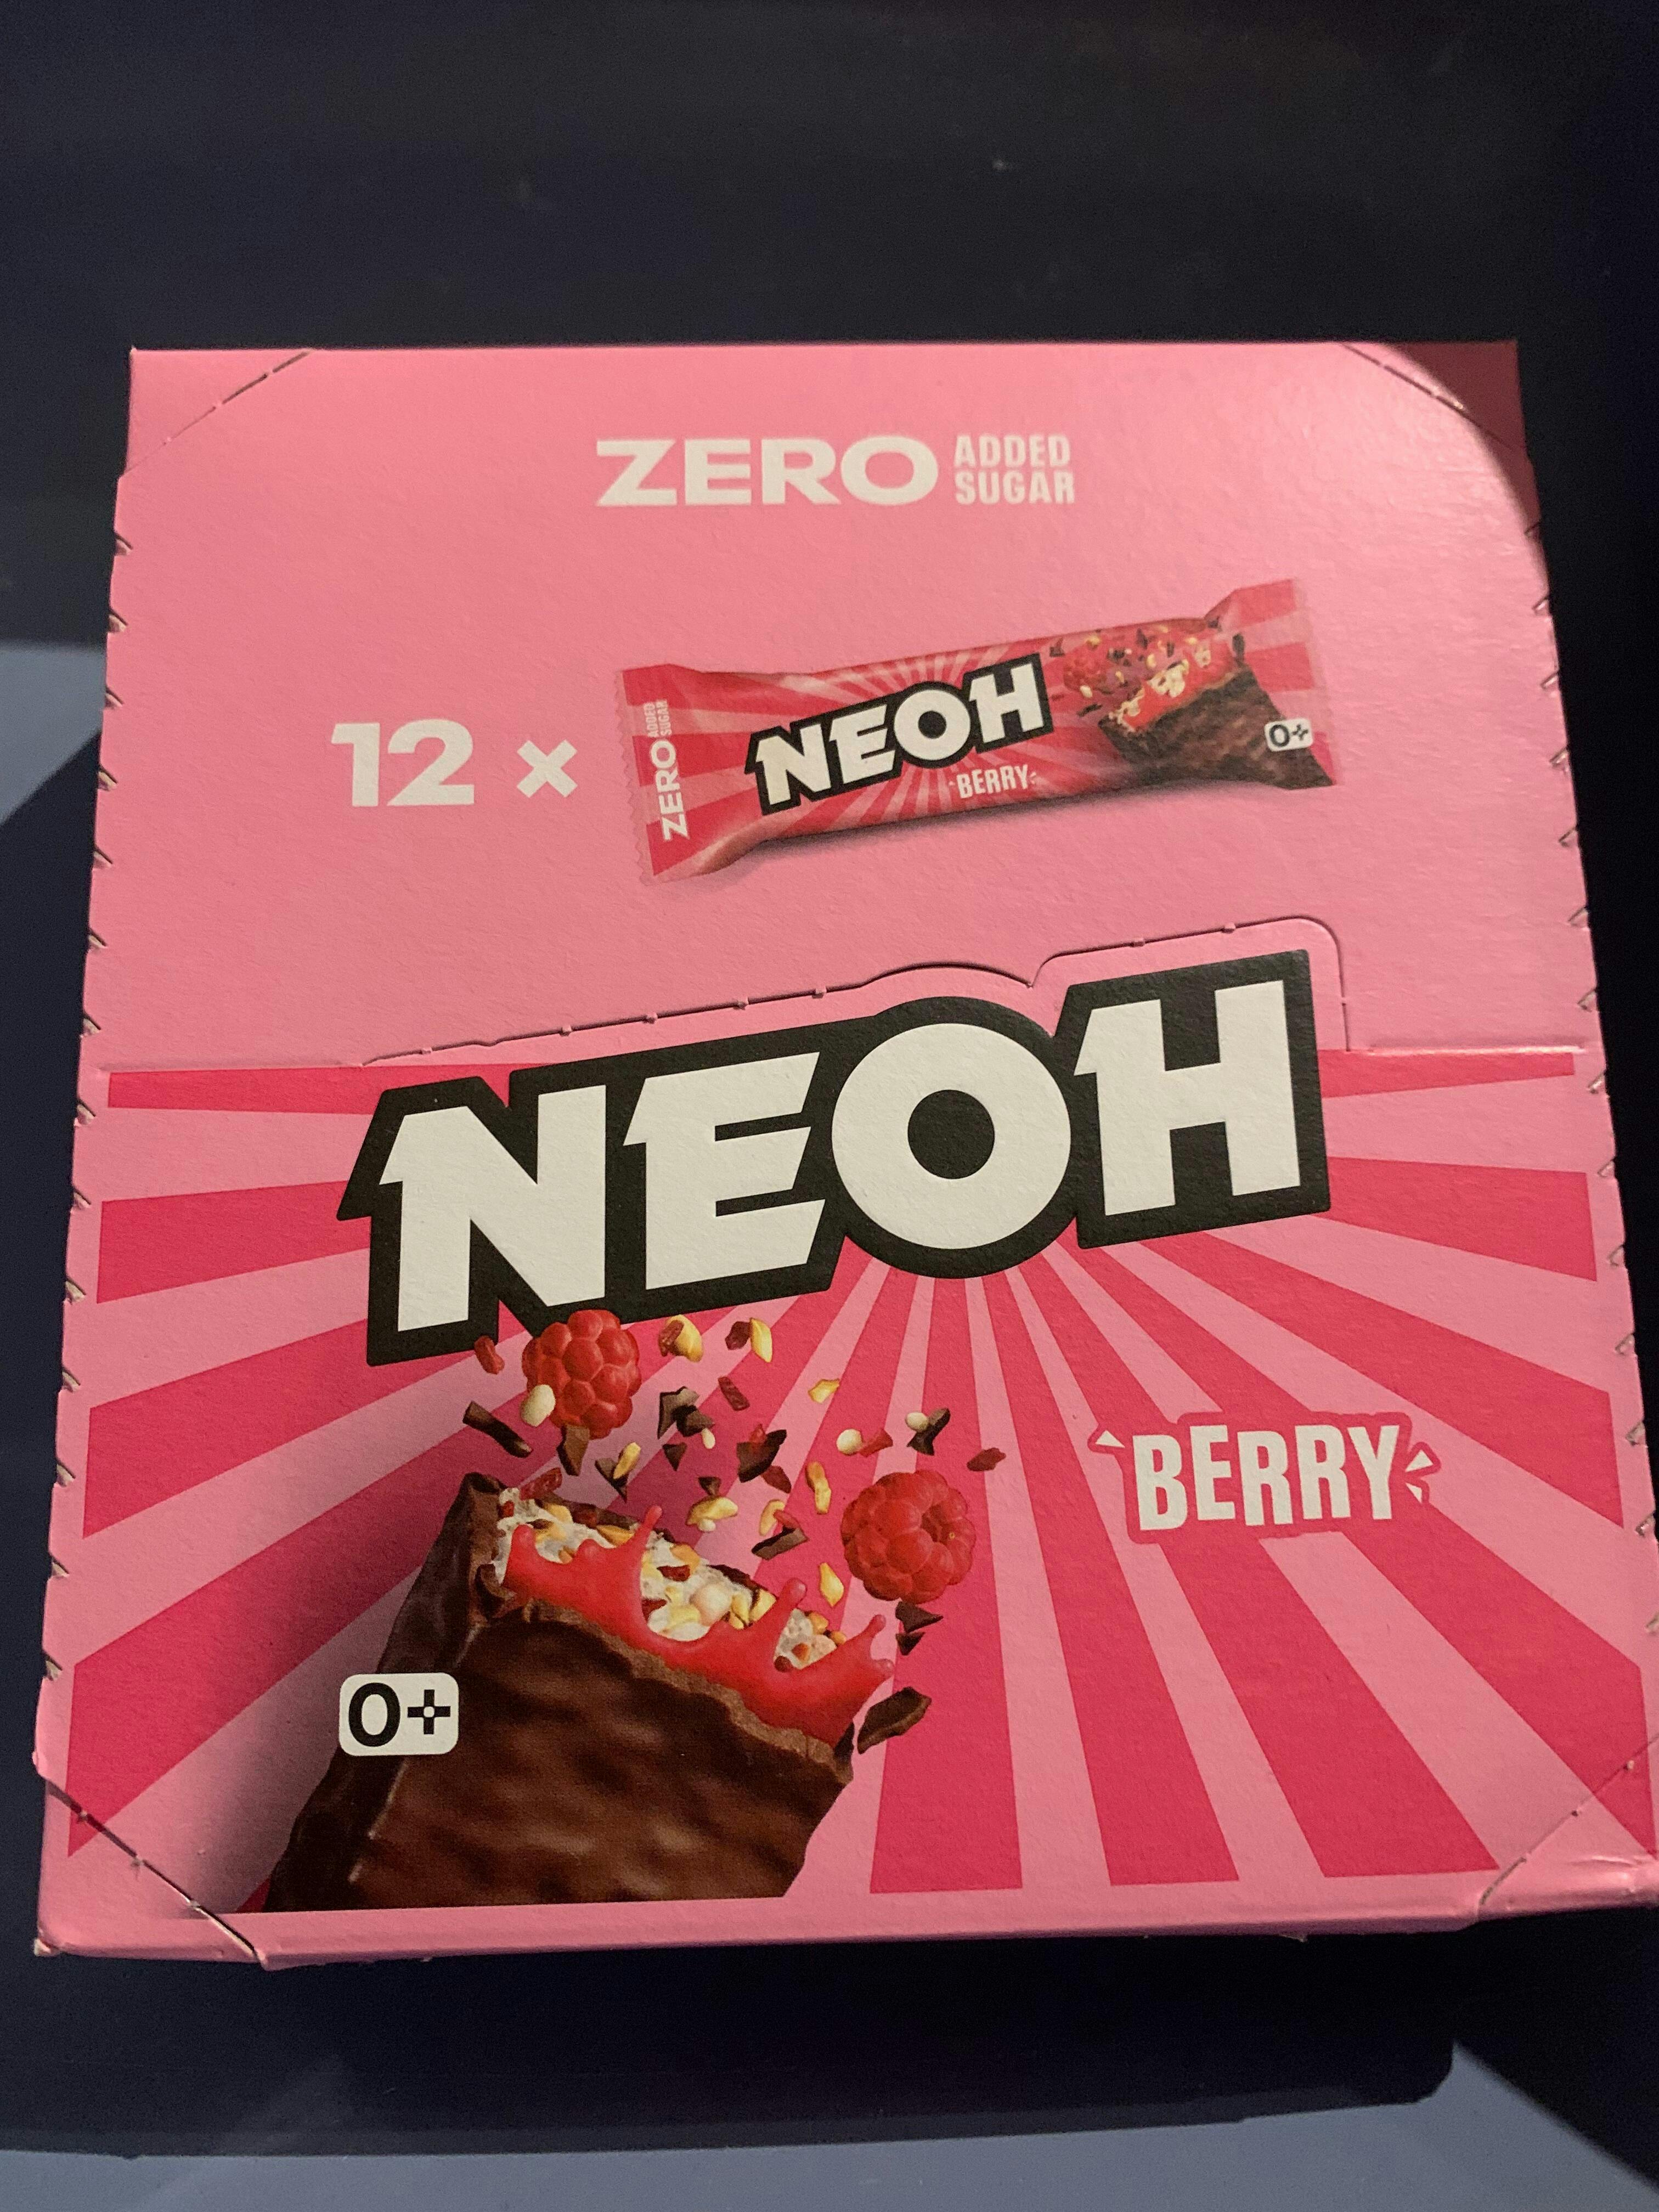 ZERO ADDED
SUGAR
12 ×
ZERO ADDED
SUGAR
NEOH
BERRY
0+
NEOH
BERRY
0+